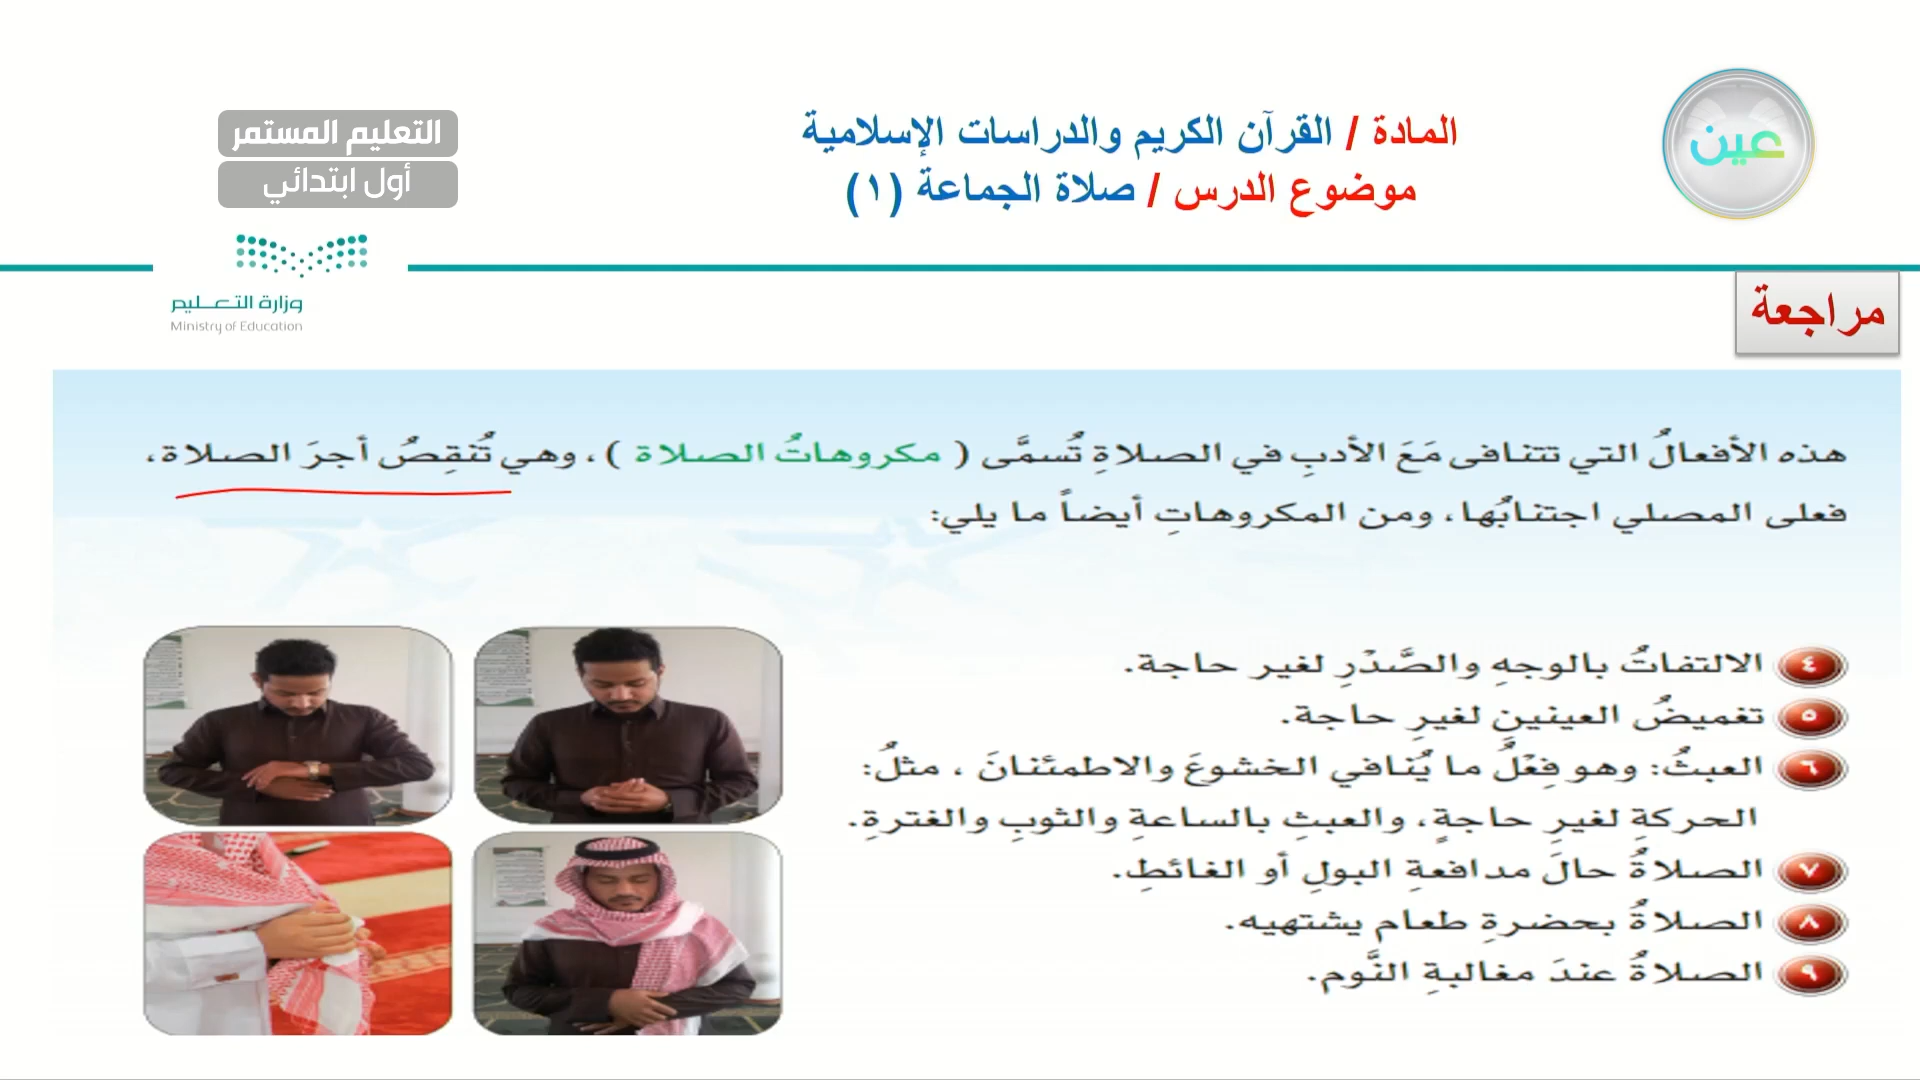 المادة / القرآن الكريم والدراسات الإسلامية
موضوع الدرس / صلاة الجماعة (١)
عين
التعليم المستمر
أول ابتدائي
وزارة التعـليم
Ministry of Education
مراجعة
هذه الأفعالُ التي تتنافى مَعَ الأدبِ في الصلاةِ تُسمَّى ( مكروهاتُ الصلاة )، وهي تُنقِصُ أجرَ الصلاة،
فعلى المصلي اجتنابُها، ومن المكروهاتِ أيضاً ما يلي:
٤ الالتفاتُ بالوجهِ والصَّدْرِ لغير حاجة.
٥ تغميضُ العينينِ لغيرِ حاجة.
٦ العبثُ: وهو فِعْلُ ما يُنافي الخشوعَ والاطمئنانَ ، مثلُ:
الحركةِ لغيرِ حاجةٍ، والعبثِ بالساعةِ والثوبِ والغترةِ.
٧ الصلاةُ حالَ مدافعةِ البولِ أو الغائطِ.
٨ الصلاةُ بحضرةِ طعام يشتهيه.
٩ الصلاةُ عندَ مغالبةِ النَّوم.